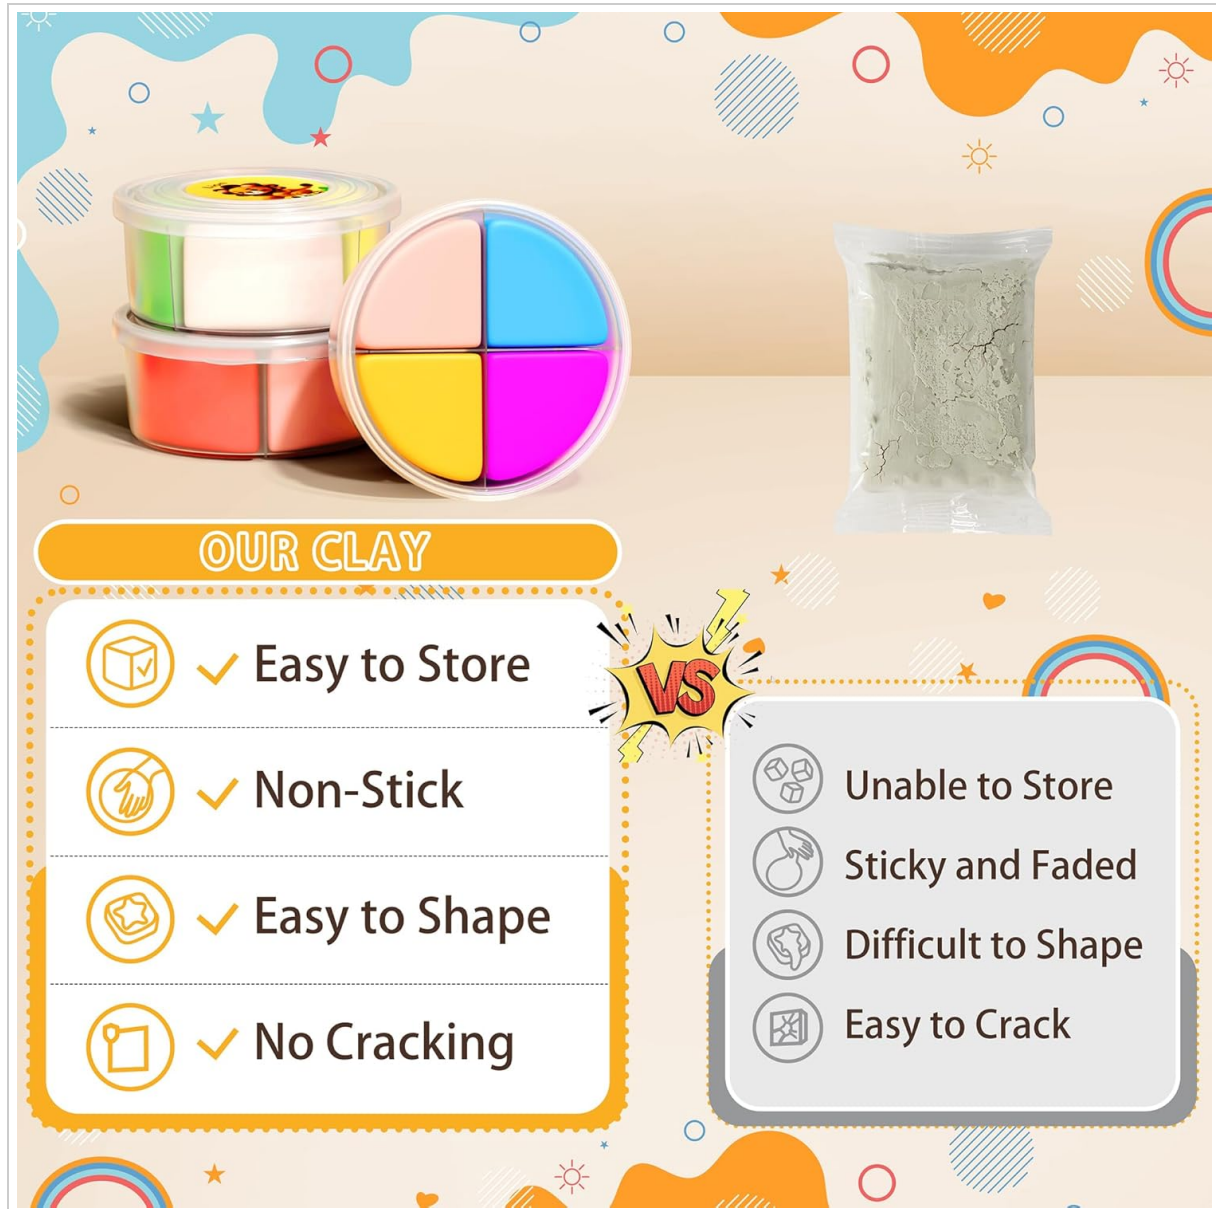 OUR CLAY
Easy to Store
Non-Stick
Easy to Shape
No Cracking
VS
Unable to Store
Sticky and Faded
Difficult to Shape
Easy to Crack